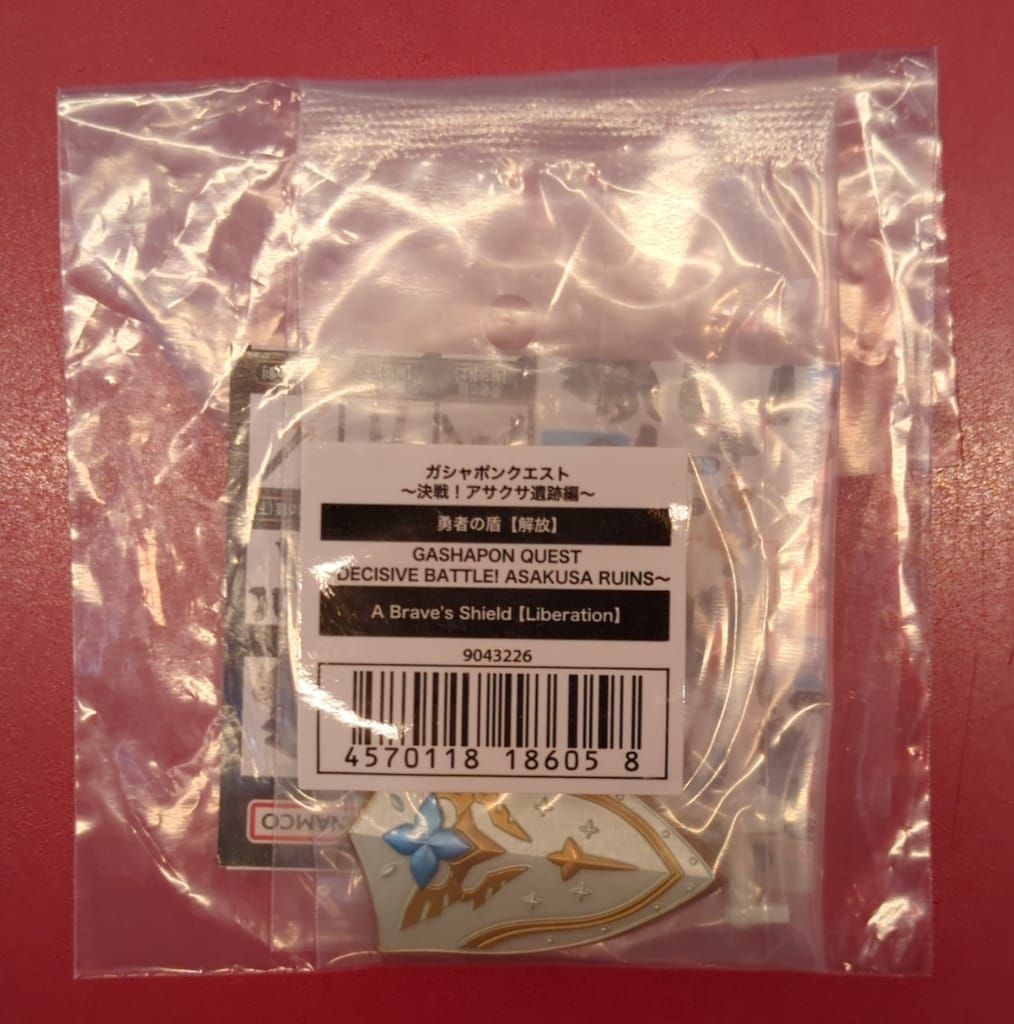 ガシャポンクエスト
～決戦！アサクサ遺跡編～
勇者の盾【解放】
GASHAPON QUEST
DECISIVE BATTLE! ASAKUSA RUINS～
A Brave's Shield【Liberation】
9043226
4570118 18605 8
NAMCO